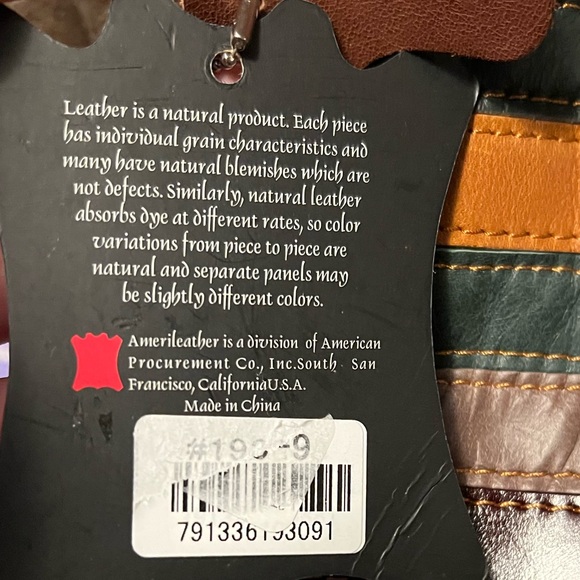 Leather is a natural product. Each piece
has individual grain characteristics and
many have natural blemishes which are
not defects. Similarly, natural leather
absorbs dye at different rates, so color
variations from piece to piece are
natural and separate panels may
be slightly different colors.
Amerileather is a division of American
Procurement Co., Inc.South San
Francisco, CaliforniaU.S.A.
Made in China